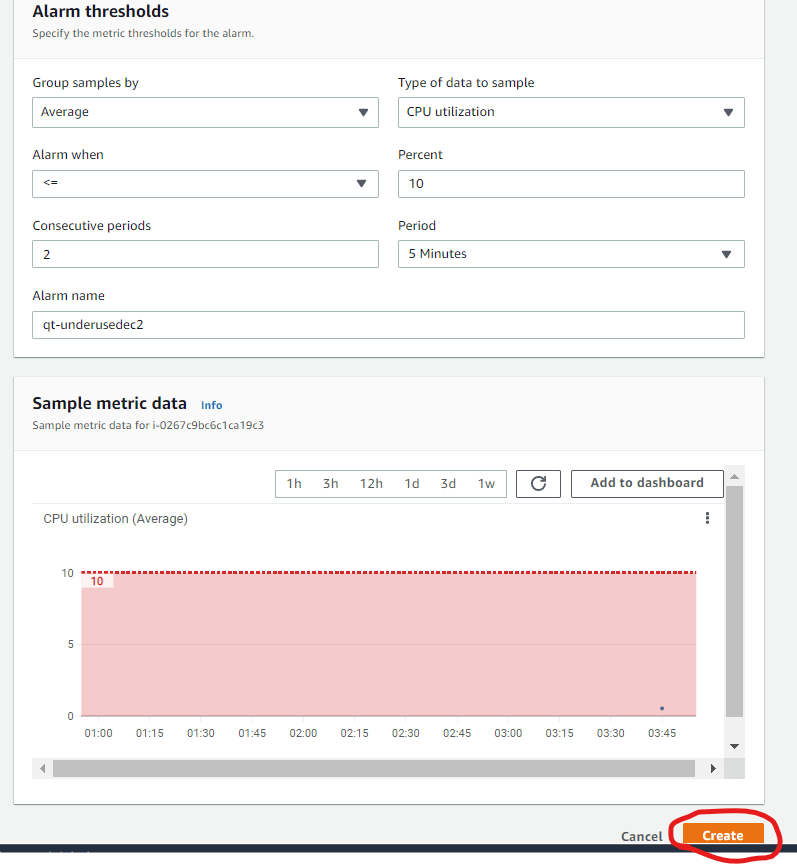 Alarm thresholds
Specify the metric thresholds for the alarm.
Group samples by
Type of data to sample
Average
CPU utilization
Alarm when
Percent
<=
10
Consecutive periods
Period
2
5 Minutes
Alarm name
qt-underusedec2
Sample metric data Info
Sample metric data for i-0267c9bc6c1ca19c3
1h 3h 12h 1d 3d 1w Add to dashboard
CPU utilization (Average)
10
10
5
0
01:00 01:15 01:30 01:45 02:00 02:15 02:30 02:45 03:00 03:15 03:30 03:45
Cancel Create